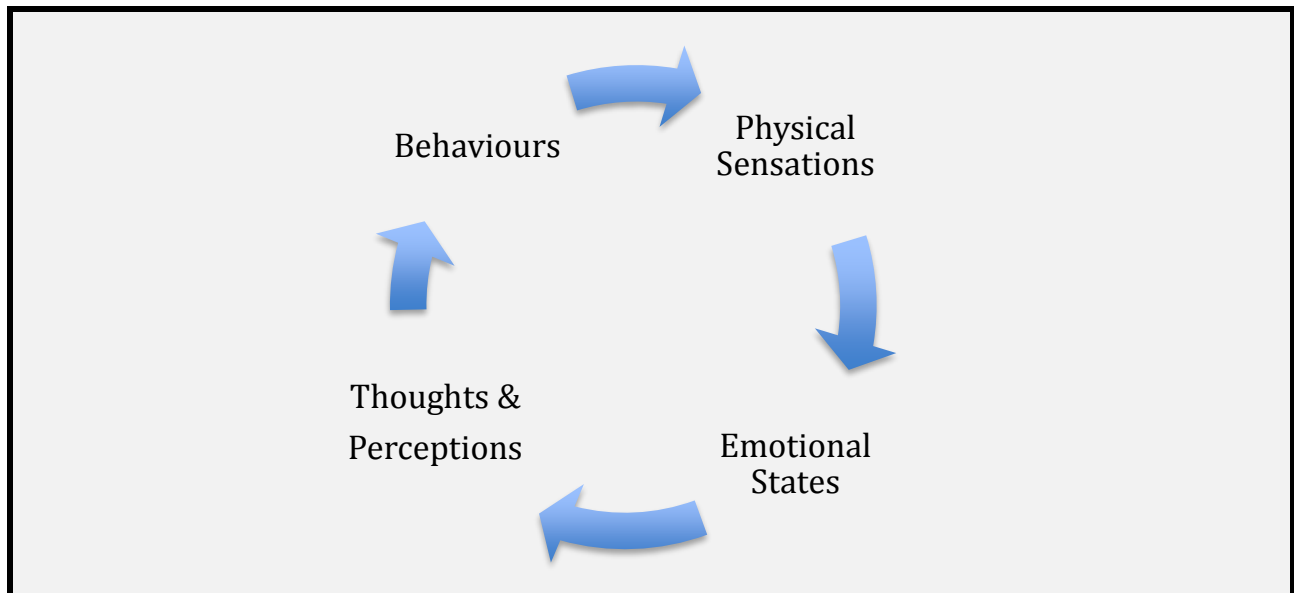 Behaviours
Physical
Sensations
Thoughts &
Perceptions
Emotional
States